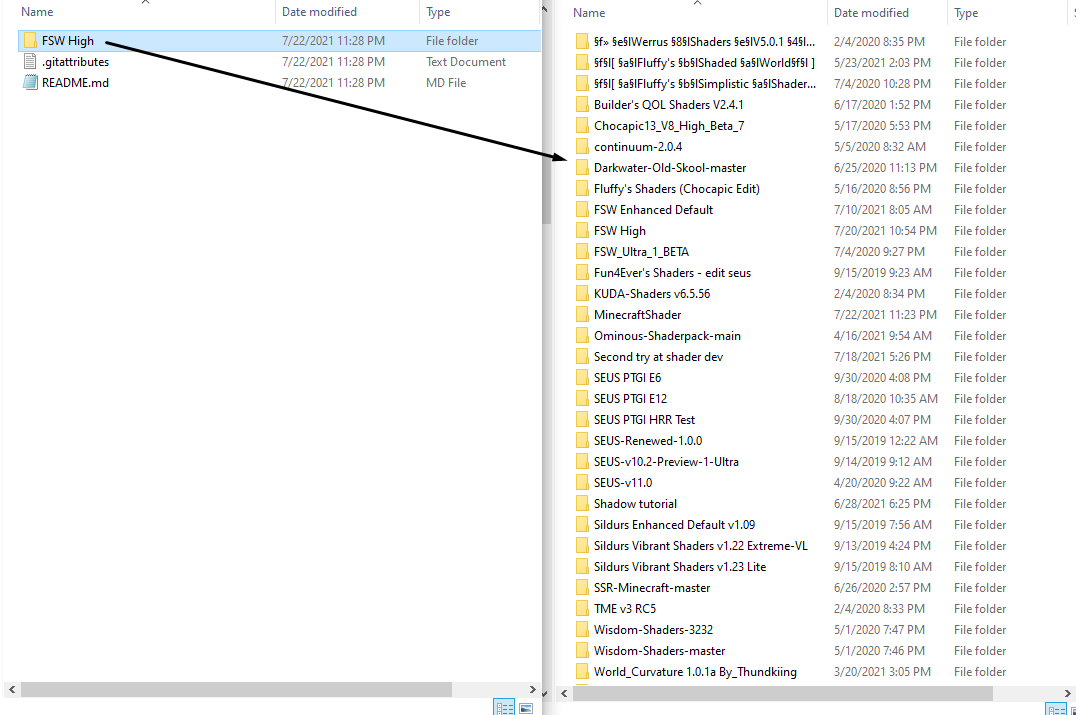 Name Date modified Type
FSW High 7/22/2021 11:28 PM File folder
.gitattributes 7/22/2021 11:28 PM Text Document
README.md 7/22/2021 11:28 PM MD File
Name Date modified Type
§f» §e§lWerrus §8§lShaders §e§lV5.0.1 §4§l... 2/4/2020 8:35 PM File folder
§f§l[ §a§lFluffy's §b§lShaded §a§lWorld§f§l ] 5/23/2021 2:03 PM File folder
§f§l[ §a§lFluffy's §b§lSimplistic §a§lShader... 7/4/2020 10:28 PM File folder
Builder's QOL Shaders V2.4.1 6/17/2020 1:52 PM File folder
Chocapic13_V8_High_Beta_7 5/17/2020 5:53 PM File folder
continuum-2.0.4 5/5/2020 8:32 AM File folder
Darkwater-Old-Skool-master 6/25/2020 11:13 PM File folder
Fluffy's Shaders (Chocapic Edit) 5/16/2020 8:56 PM File folder
FSW Enhanced Default 7/10/2021 8:05 AM File folder
FSW High 7/20/2021 10:54 PM File folder
FSW_Ultra_1_BETA 7/4/2020 9:27 PM File folder
Fun4Ever's Shaders - edit seus 9/15/2019 9:23 AM File folder
KUDA-Shaders v6.5.56 2/4/2020 8:34 PM File folder
MinecraftShader 7/22/2021 11:23 PM File folder
Ominous-Shaderpack-main 4/16/2021 9:54 AM File folder
Second try at shader dev 7/18/2021 5:26 PM File folder
SEUS PTGI E6 9/30/2020 4:08 PM File folder
SEUS PTGI E12 8/18/2020 10:35 AM File folder
SEUS PTGI HRR Test 9/30/2020 4:07 PM File folder
SEUS-Renewed-1.0.0 9/15/2019 12:22 AM File folder
SEUS-v10.2-Preview-1-Ultra 9/14/2019 9:12 AM File folder
SEUS-v11.0 4/20/2020 9:22 AM File folder
Shadow tutorial 6/28/2021 6:25 PM File folder
Sildurs Enhanced Default v1.09 9/15/2019 7:56 AM File folder
Sildurs Vibrant Shaders v1.22 Extreme-VL 9/13/2019 4:24 PM File folder
Sildurs Vibrant Shaders v1.23 Lite 9/15/2019 8:10 AM File folder
SSR-Minecraft-master 6/26/2020 2:57 PM File folder
TME v3 RC5 2/4/2020 8:33 PM File folder
Wisdom-Shaders-3232 5/1/2020 7:47 PM File folder
Wisdom-Shaders-master 5/1/2020 7:46 PM File folder
World_Curvature 1.0.1a By_Thundkiing 3/20/2021 3:05 PM File folder